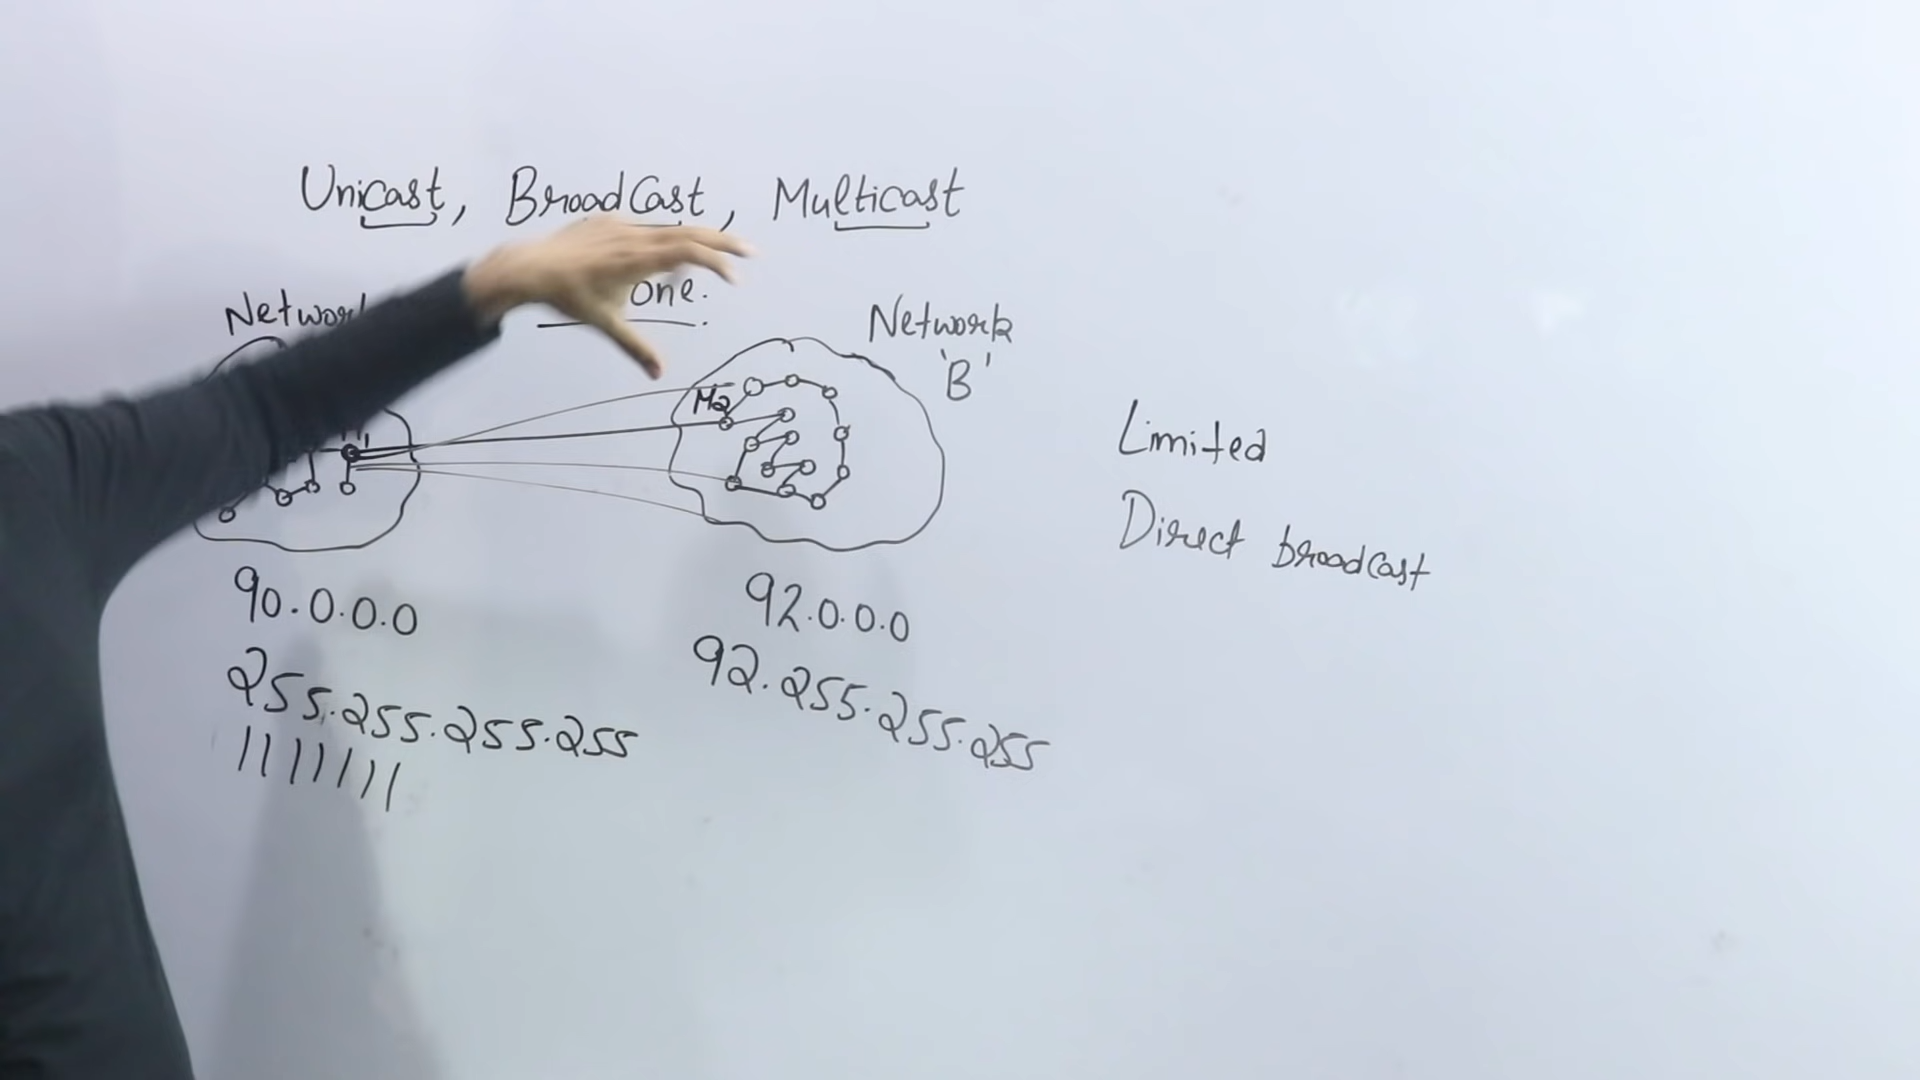 Unicast, BroadCast, Multicast
one.
Network
'B'
M2
Limited
Direct broadcast
90.0.0.0
92.0.0.0
255.255.255.255
92.255.255.255
11111111